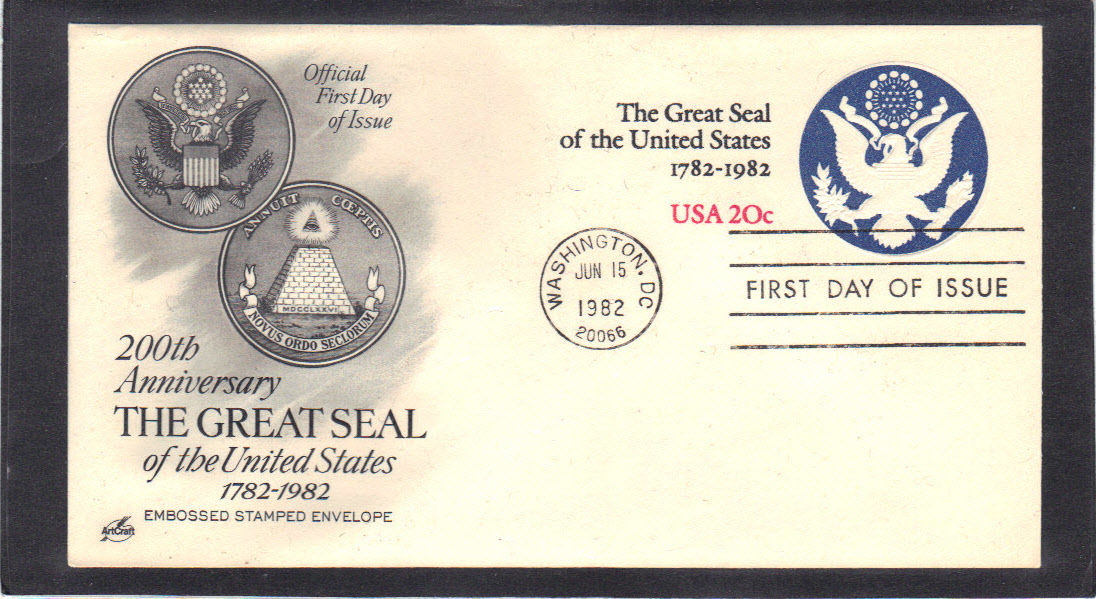 Official
First Day
of Issue
ANNUIT CŒPTIS
MDCCLXXVI
NOVUS ORDO SECLORUM
200th
Anniversary
THE GREAT SEAL
of the United States
1782-1982
EMBOSSED STAMPED ENVELOPE
ArtCraft
The Great Seal
of the United States
1782-1982
USA 20c
WASHINGTON, DC
JUN 15
1982
20066
FIRST DAY OF ISSUE